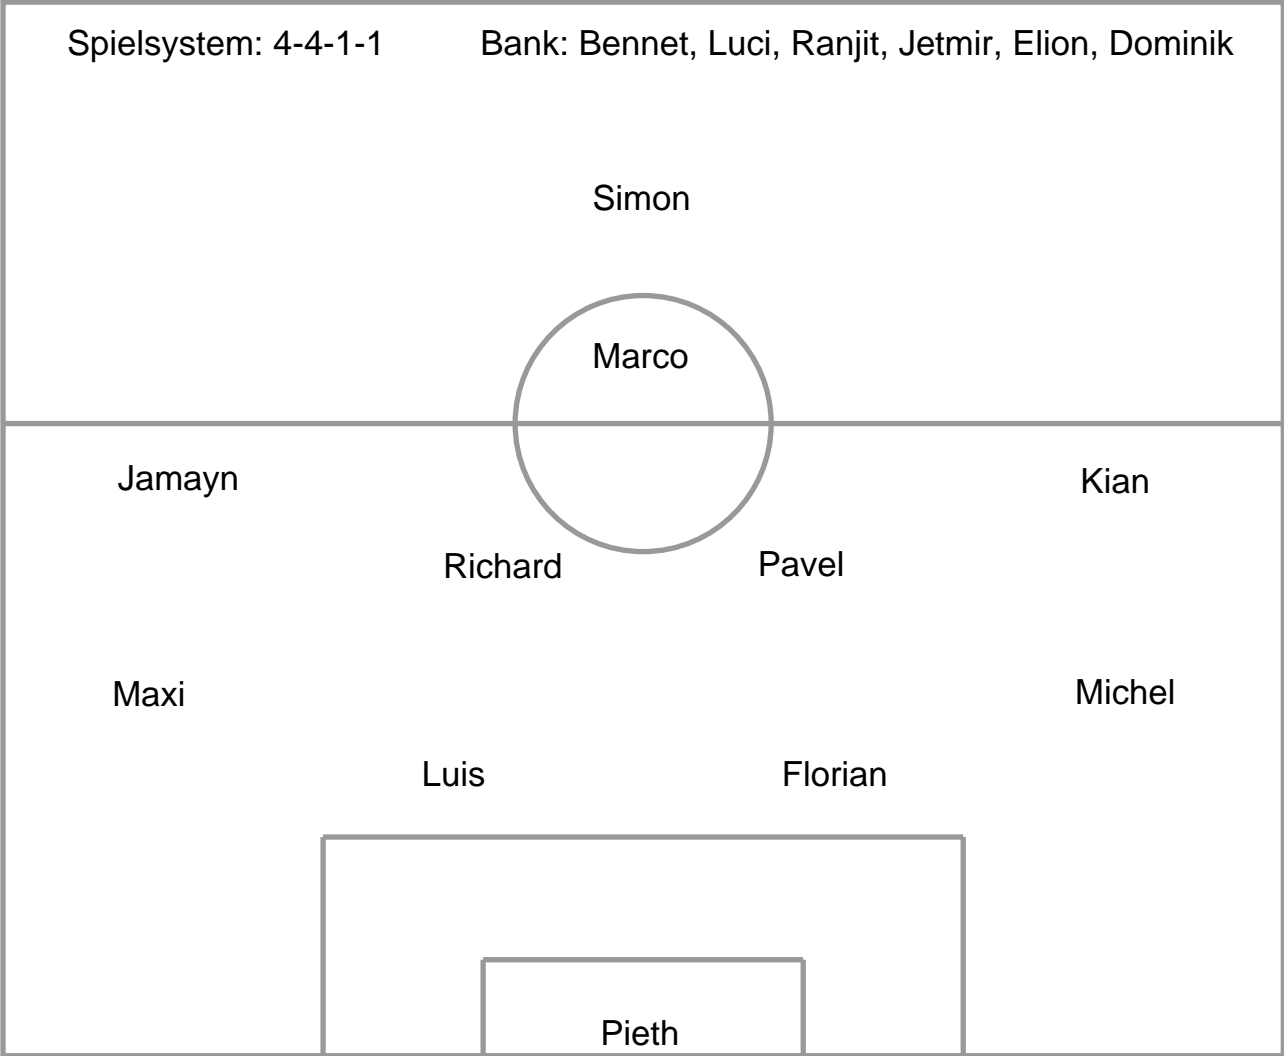 Spielsystem: 4-4-1-1
Bank: Bennet, Luci, Ranjit, Jetmir, Elion, Dominik
Simon
Marco
Jamayn
Kian
Richard
Pavel
Maxi
Michel
Luis
Florian
Pieth